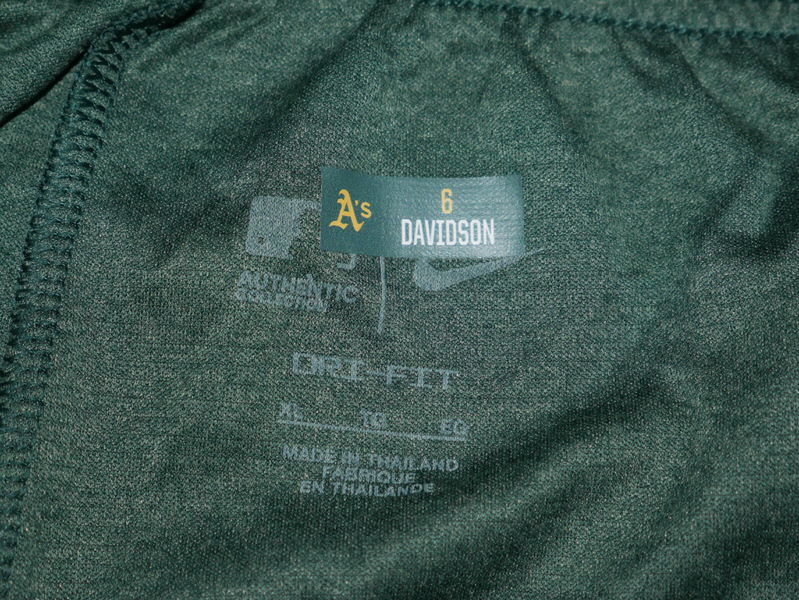 A's
6
DAVIDSON
AUTHENTIC
COLLECTION
DRI-FIT
XL TG EG
MADE IN THAILAND
FABRIQUE
EN THAILANDE